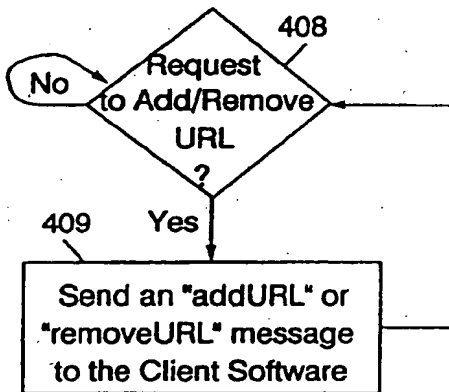 408
Request
to Add/Remove
URL
?
No
Yes
409
Send an "addURL" or
"removeURL" message
to the Client Software